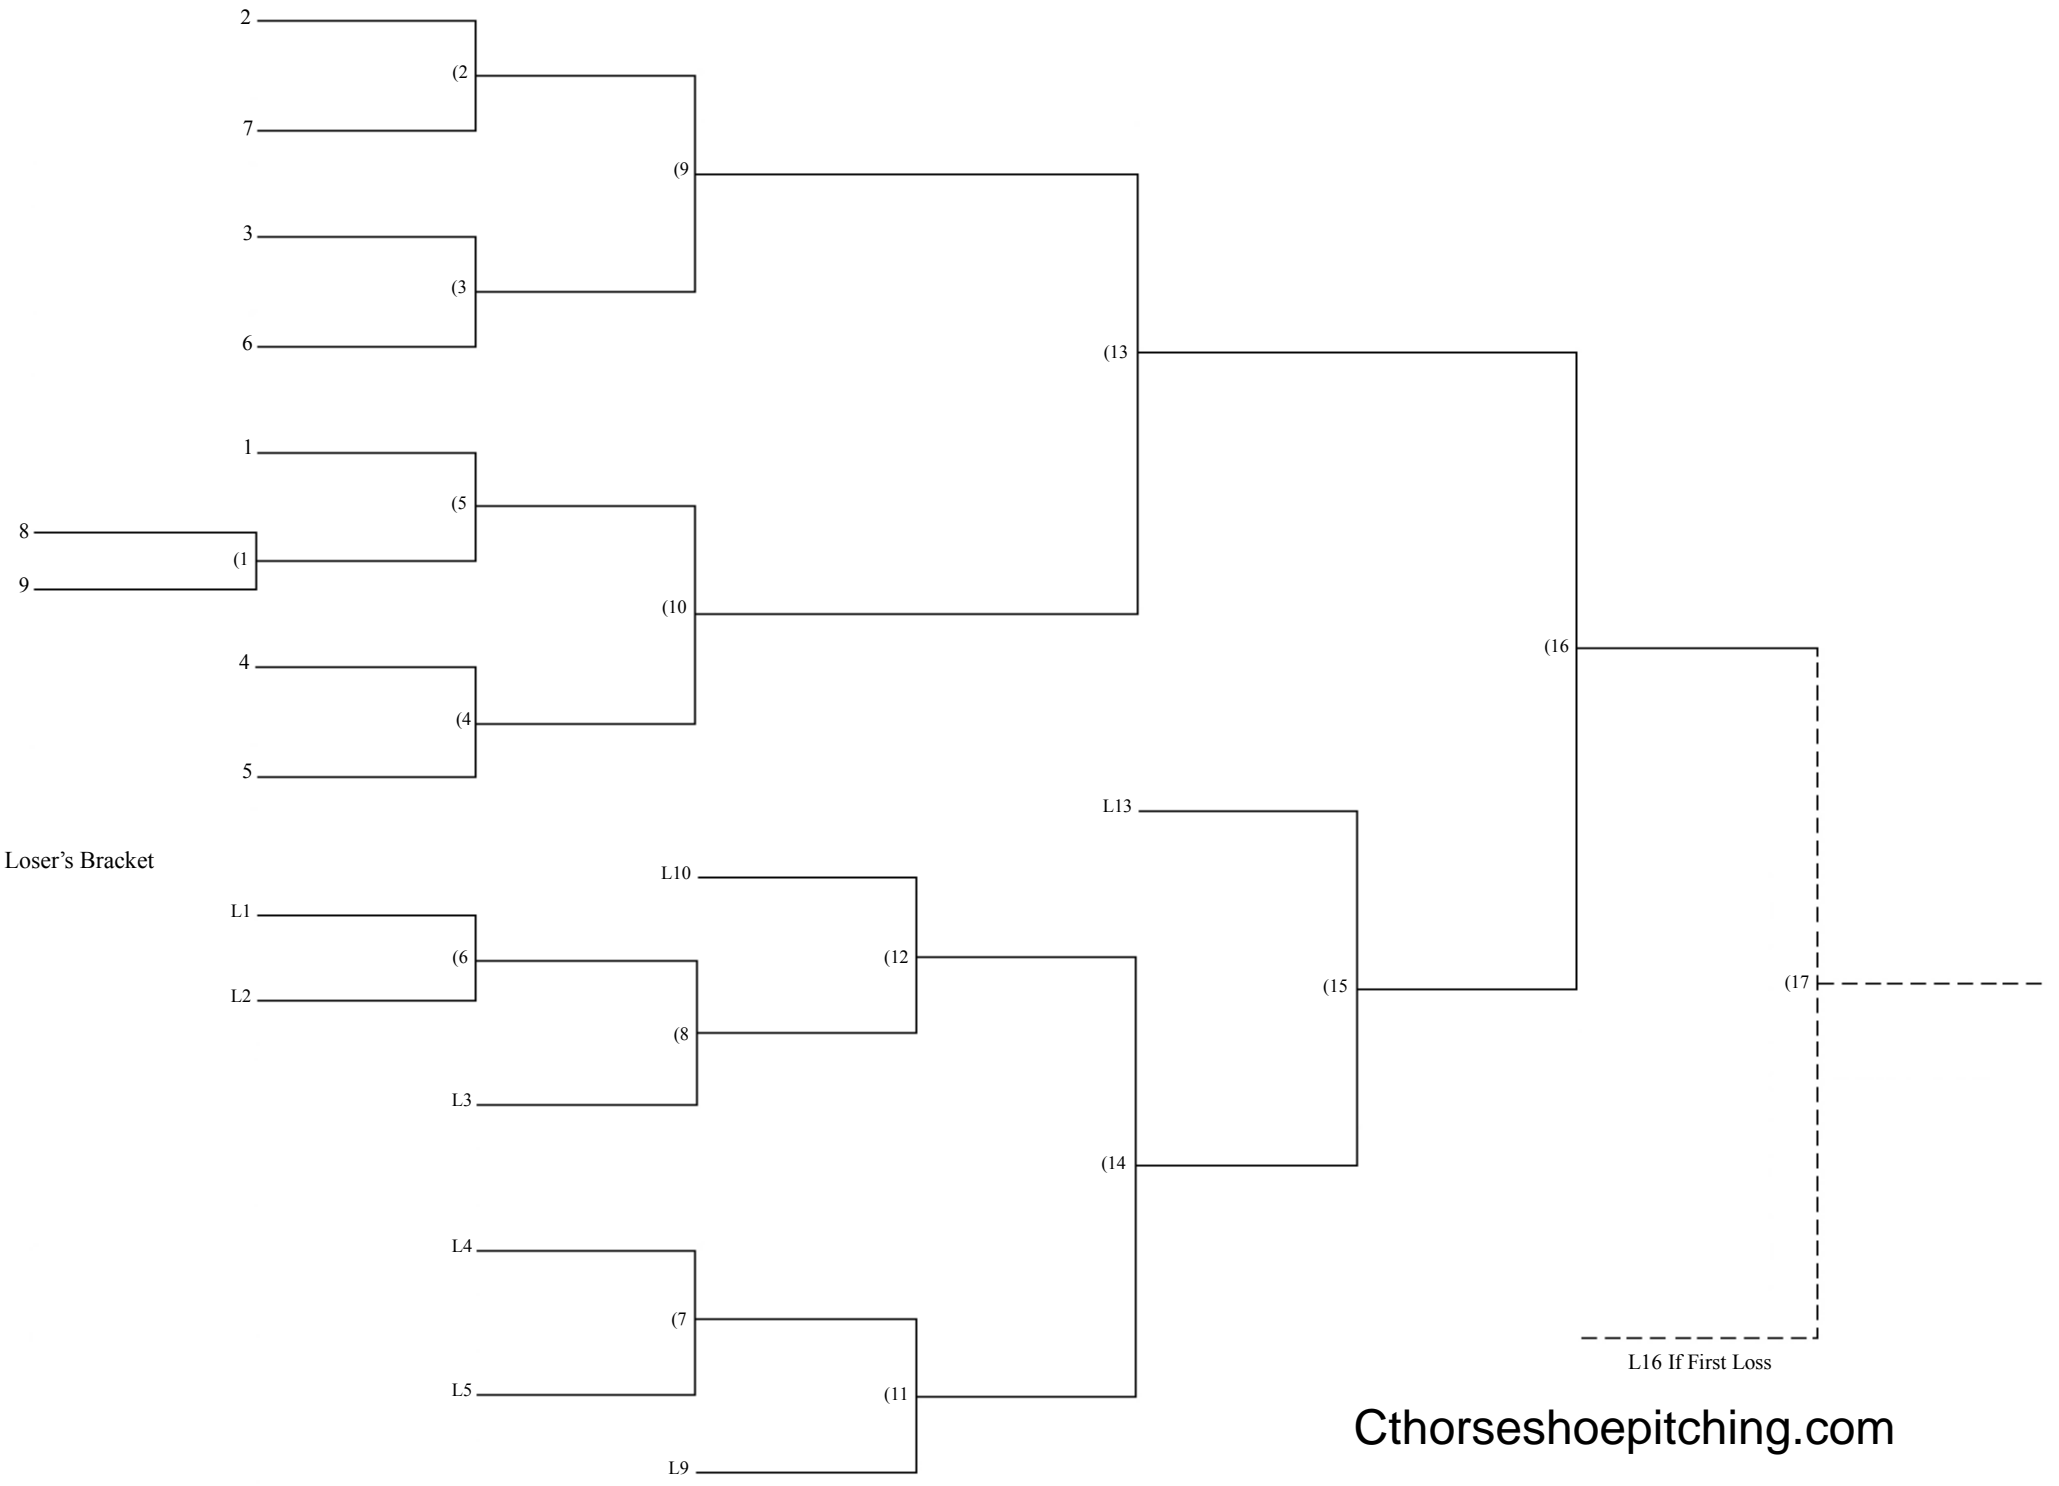 2
(2
7
(9
3
(3
6
(13
1
(5
8
(1
9
(10
(16
4
(4
5
L13
Loser’s Bracket
L10
L1
(6
(12
L2
(17
(15
(8
L3
(14
L4
(7
L16 If First Loss
L5
(11
Cthorseshoepitching.com
L9